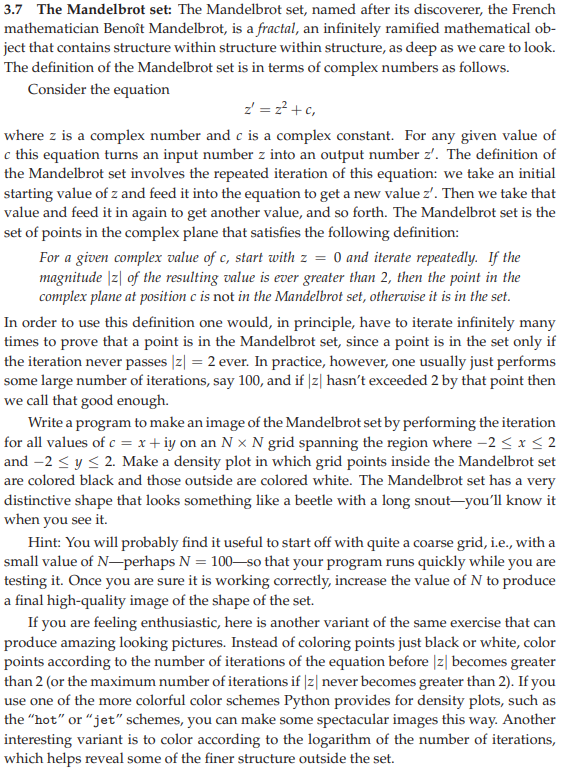 3.7 The Mandelbrot set: The Mandelbrot set, named after its discoverer, the French
mathematician Benoît Mandelbrot, is a fractal, an infinitely ramified mathematical ob-
ject that contains structure within structure within structure, as deep as we care to look.
The definition of the Mandelbrot set is in terms of complex numbers as follows.
Consider the equation
z′ = z² + c,
where z is a complex number and c is a complex constant. For any given value of
c this equation turns an input number z into an output number z′. The definition of
the Mandelbrot set involves the repeated iteration of this equation: we take an initial
starting value of z and feed it into the equation to get a new value z′. Then we take that
value and feed it in again to get another value, and so forth. The Mandelbrot set is the
set of points in the complex plane that satisfies the following definition:
For a given complex value of c, start with z = 0 and iterate repeatedly. If the
magnitude |z| of the resulting value is ever greater than 2, then the point in the
complex plane at position c is not in the Mandelbrot set, otherwise it is in the set.
In order to use this definition one would, in principle, have to iterate infinitely many
times to prove that a point is in the Mandelbrot set, since a point is in the set only if
the iteration never passes |z| = 2 ever. In practice, however, one usually just performs
some large number of iterations, say 100, and if |z| hasn't exceeded 2 by that point then
we call that good enough.
Write a program to make an image of the Mandelbrot set by performing the iteration
for all values of c = x + iy on an N × N grid spanning the region where −2 ≤ x ≤ 2
and −2 ≤ y ≤ 2. Make a density plot in which grid points inside the Mandelbrot set
are colored black and those outside are colored white. The Mandelbrot set has a very
distinctive shape that looks something like a beetle with a long snout—you'll know it
when you see it.
Hint: You will probably find it useful to start off with quite a coarse grid, i.e., with a
small value of N—perhaps N = 100—so that your program runs quickly while you are
testing it. Once you are sure it is working correctly, increase the value of N to produce
a final high-quality image of the shape of the set.
If you are feeling enthusiastic, here is another variant of the same exercise that can
produce amazing looking pictures. Instead of coloring points just black or white, color
points according to the number of iterations of the equation before |z| becomes greater
than 2 (or the maximum number of iterations if |z| never becomes greater than 2). If you
use one of the more colorful color schemes Python provides for density plots, such as
the "hot" or "jet" schemes, you can make some spectacular images this way. Another
interesting variant is to color according to the logarithm of the number of iterations,
which helps reveal some of the finer structure outside the set.